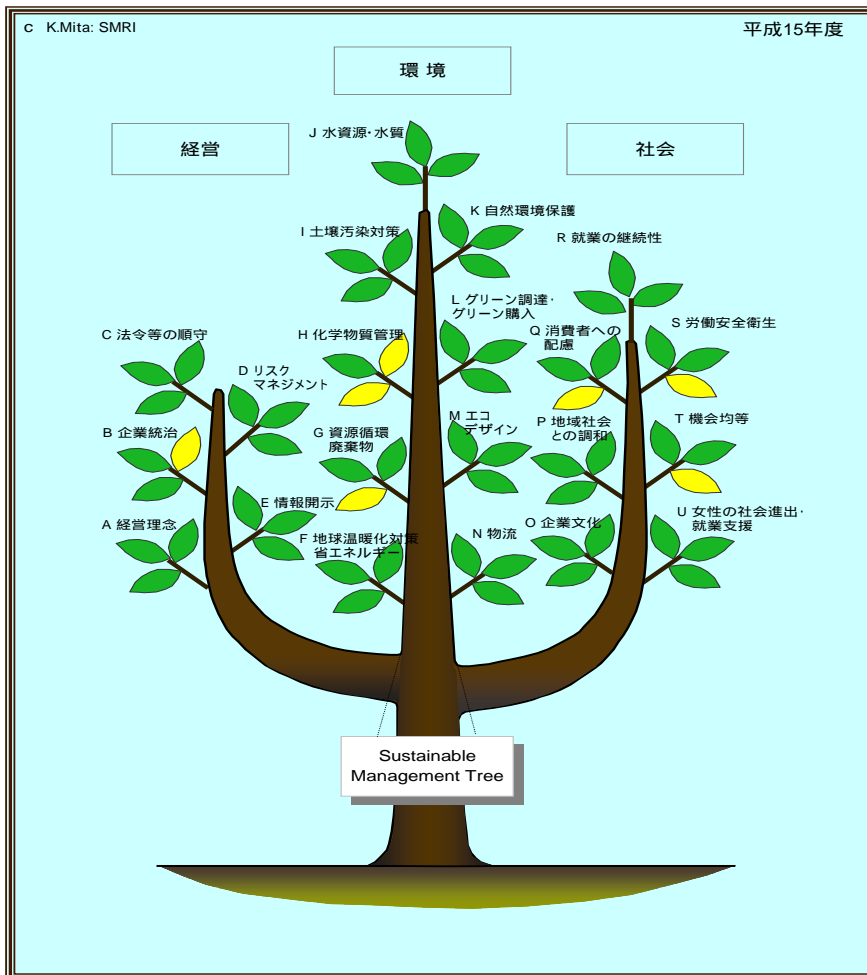 c K.Mita: SMRI
平成15年度
環 境
経営
社会
J 水資源・水質
K 自然環境保護
I 土壌汚染対策
R 就業の継続性
L グリーン調達・
グリーン購入
H 化学物質管理
Q 消費者への
配慮
S 労働安全衛生
C 法令等の順守
D リスク
マネジメント
M エコ
デザイン
P 地域社会
との調和
T 機会均等
B 企業統治
G 資源循環
廃棄物
E 情報開示
A 経営理念
F 地球温暖化対策
省エネルギー
N 物流
O 企業文化
U 女性の社会進出・
就業支援
Sustainable
Management Tree